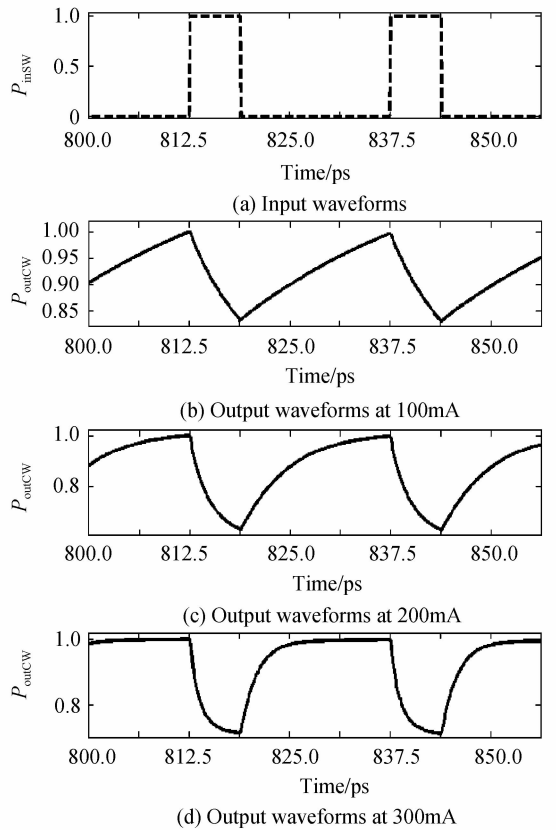 1.0
0.5
0
PinSW
800.0 812.5 825.0 837.5 850.0
Time/ps
(a) Input waveforms
1.00
0.95
0.90
0.85
PoutCW
800.0 812.5 825.0 837.5 850.0
Time/ps
(b) Output waveforms at 100mA
1.0
0.8
PoutCW
800.0 812.5 825.0 837.5 850.0
Time/ps
(c) Output waveforms at 200mA
1.0
0.8
PoutCW
800.0 812.5 825.0 837.5 850.0
Time/ps
(d) Output waveforms at 300mA